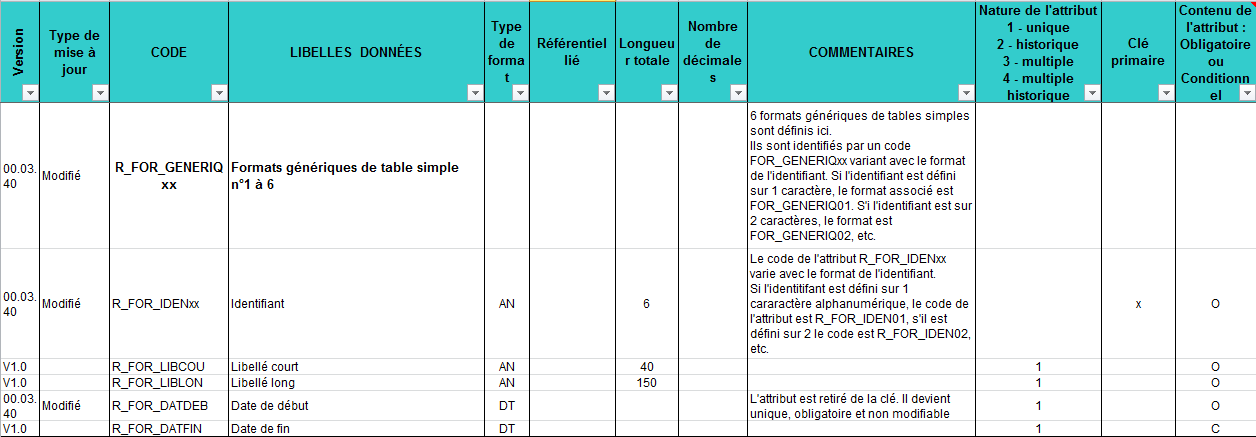 Version
Type de
mise à
jour
CODE
LIBELLES DONNÉES
Type
de
forma
t
Référentiel
lié
Longueu
r totale
Nombre
de
décimale
s
COMMENTAIRES
Nature de l'attribut
1 - unique
2 - historique
3 - multiple
4 - multiple
historique
Clé
primaire
Contenu de
l'attribut :
Obligatoire
ou
Conditionn
el
00.03.
40
Modifié
R_FOR_GENERIQ
xx
Formats génériques de table simple
n°1 à 6
6 formats génériques de tables simples
sont définis ici.
Ils sont identifiés par un code
FOR_GENERIQxx variant avec le format
de l'identifiant. Si l'identifiant est défini
sur 1 caractère, le format associé est
FOR_GENERIQ01. S'i l'identifiant est sur
2 caractères, le format est
FOR_GENERIQ02, etc.
00.03.
40
Modifié
R_FOR_IDENxx
Identifiant
AN
6
Le code de l'attribut R_FOR_IDENxx
varie avec le format de l'identifiant.
Si l'identitifant est défini sur 1
cararactère alphanumérique, le code de
l'attribut est R_FOR_IDEN01, s'il est
défini sur 2 le code est R_FOR_IDEN02,
etc.
x
O
V1.0 R_FOR_LIBCOU Libellé court AN 40 1 O
V1.0 R_FOR_LIBLON Libellé long AN 150 1 O
00.03.
40
Modifié
R_FOR_DATDEB
Date de début
DT
L'attribut est retiré de la clé. Il devient
unique, obligatoire et non modifiable
1
O
V1.0 R_FOR_DATFIN Date de fin DT 1 C